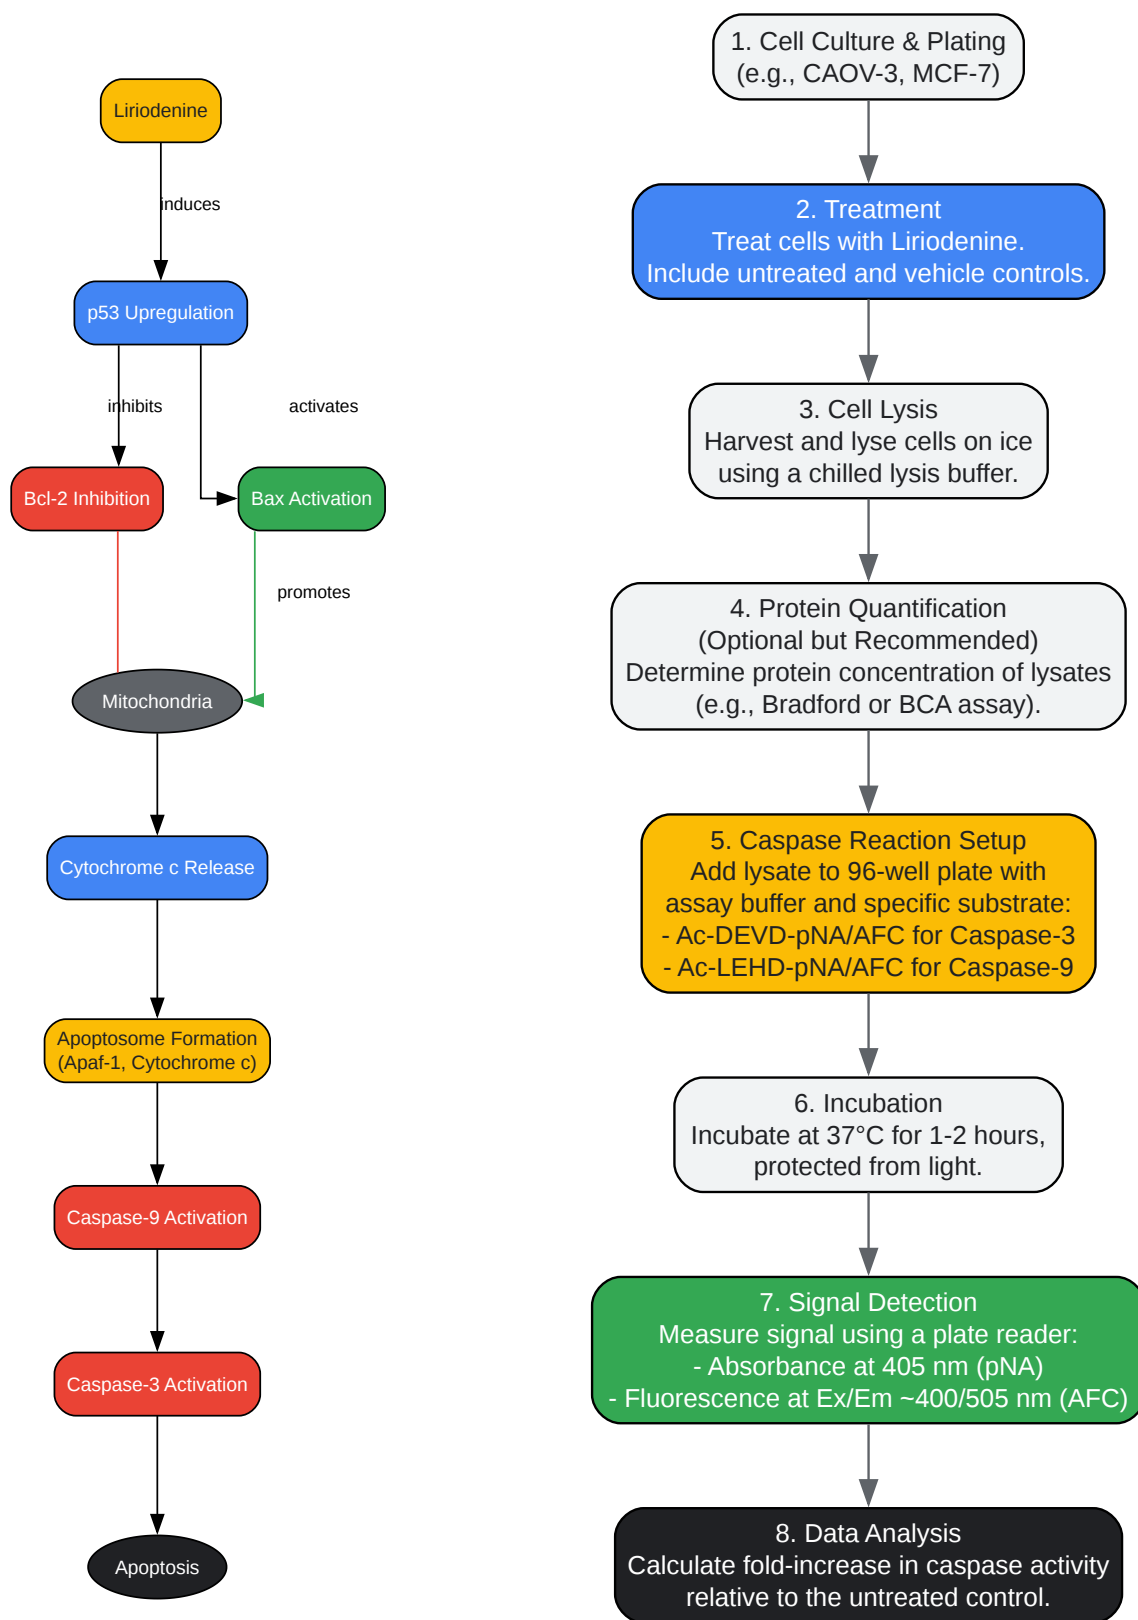 Liriodenine
induces
p53 Upregulation
inhibits
activates
Bcl-2 Inhibition
Bax Activation
promotes
Mitochondria
Cytochrome c Release
Apoptosome Formation
(Apaf-1, Cytochrome c)
Caspase-9 Activation
Caspase-3 Activation
Apoptosis
1. Cell Culture & Plating
(e.g., CAOV-3, MCF-7)
2. Treatment
Treat cells with Liriodenine.
Include untreated and vehicle controls.
3. Cell Lysis
Harvest and lyse cells on ice
using a chilled lysis buffer.
4. Protein Quantification
(Optional but Recommended)
Determine protein concentration of lysates
(e.g., Bradford or BCA assay).
5. Caspase Reaction Setup
Add lysate to 96-well plate with
assay buffer and specific substrate:
- Ac-DEVD-pNA/AFC for Caspase-3
- Ac-LEHD-pNA/AFC for Caspase-9
6. Incubation
Incubate at 37°C for 1-2 hours,
protected from light.
7. Signal Detection
Measure signal using a plate reader:
- Absorbance at 405 nm (pNA)
- Fluorescence at Ex/Em ~400/505 nm (AFC)
8. Data Analysis
Calculate fold-increase in caspase activity
relative to the untreated control.